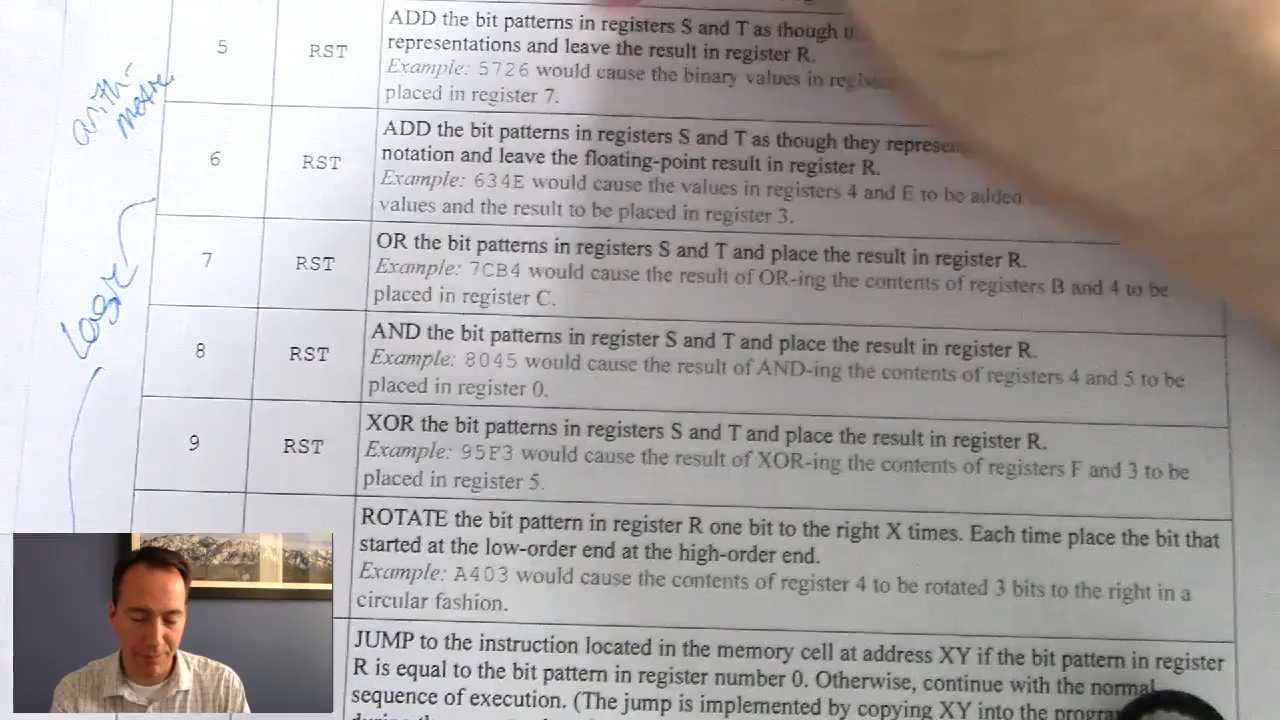 arith-
metic
Logic
5 RST ADD the bit patterns in registers S and T as though
representations and leave the result in register R.
Example: 5726 would cause the binary values in
placed in register 7.
6 RST ADD the bit patterns in registers S and T as though they
notation and leave the floating-point result in register R.
Example: 634E would cause the values in registers 4 and E to be added
values and the result to be placed in register 3.
7 RST OR the bit patterns in registers S and T and place the result in register R.
Example: 7CB4 would cause the result of OR-ing the contents of registers B and 4 to be
placed in register C.
8 RST AND the bit patterns in register S and T and place the result in register R.
Example: 8045 would cause the result of AND-ing the contents of registers 4 and 5 to be
placed in register 0.
9 RST XOR the bit patterns in registers S and T and place the result in register R.
Example: 95F3 would cause the result of XOR-ing the contents of registers F and 3 to be
placed in register 5.
ROTATE the bit pattern in register R one bit to the right X times. Each time place the bit that
started at the low-order end at the high-order end.
Example: A403 would cause the contents of register 4 to be rotated 3 bits to the right in a
circular fashion.
JUMP to the instruction located in the memory cell at address XY if the bit pattern in register
R is equal to the bit pattern in register number 0. Otherwise, continue with the normal
sequence of execution. (The jump is implemented by copying XY into the